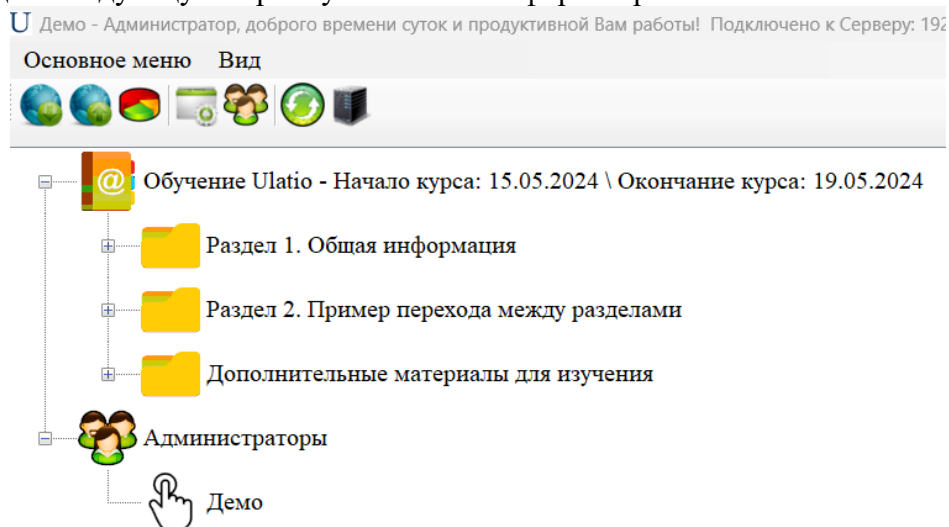 U Демо - Администратор, доброго времени суток и продуктивной Вам работы! Подключено к Серверу: 192
Основное меню Вид
@ Обучение Ulatio - Начало курса: 15.05.2024 \ Окончание курса: 19.05.2024
Раздел 1. Общая информация
Раздел 2. Пример перехода между разделами
Дополнительные материалы для изучения
Администраторы
Демо